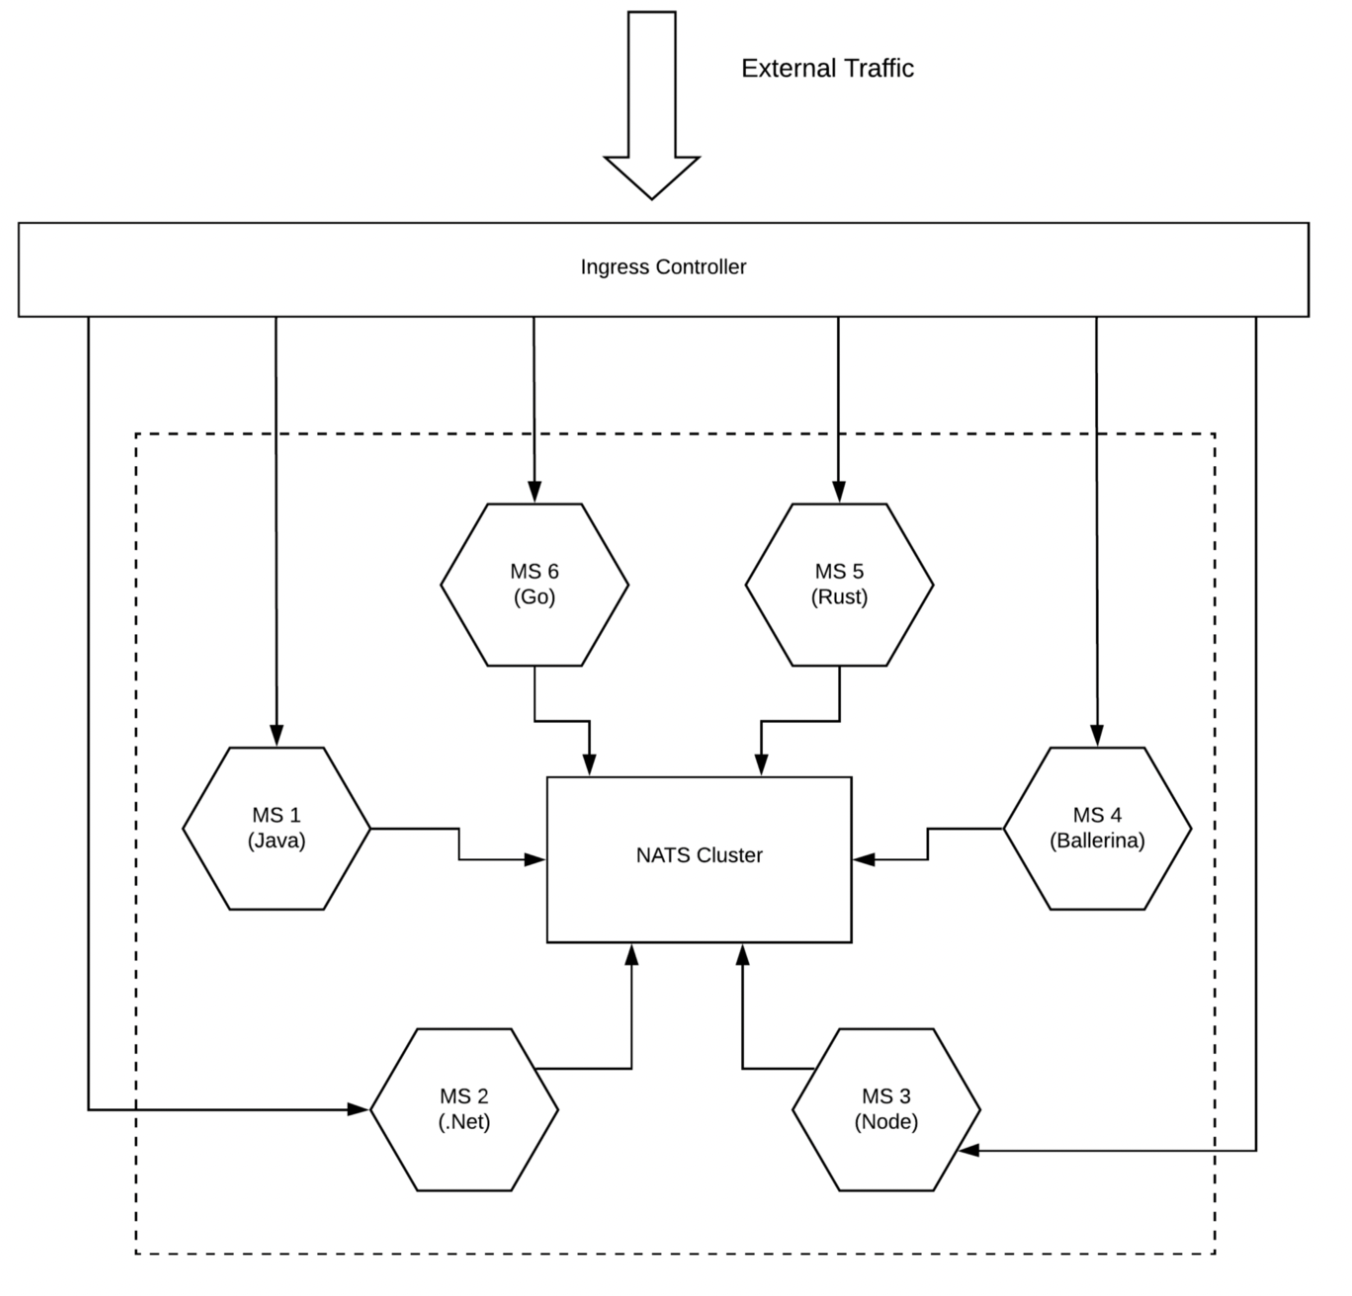 External Traffic
Ingress Controller
MS 6
(Go)
MS 5
(Rust)
MS 1
(Java)
NATS Cluster
MS 4
(Ballerina)
MS 2
(.Net)
MS 3
(Node)